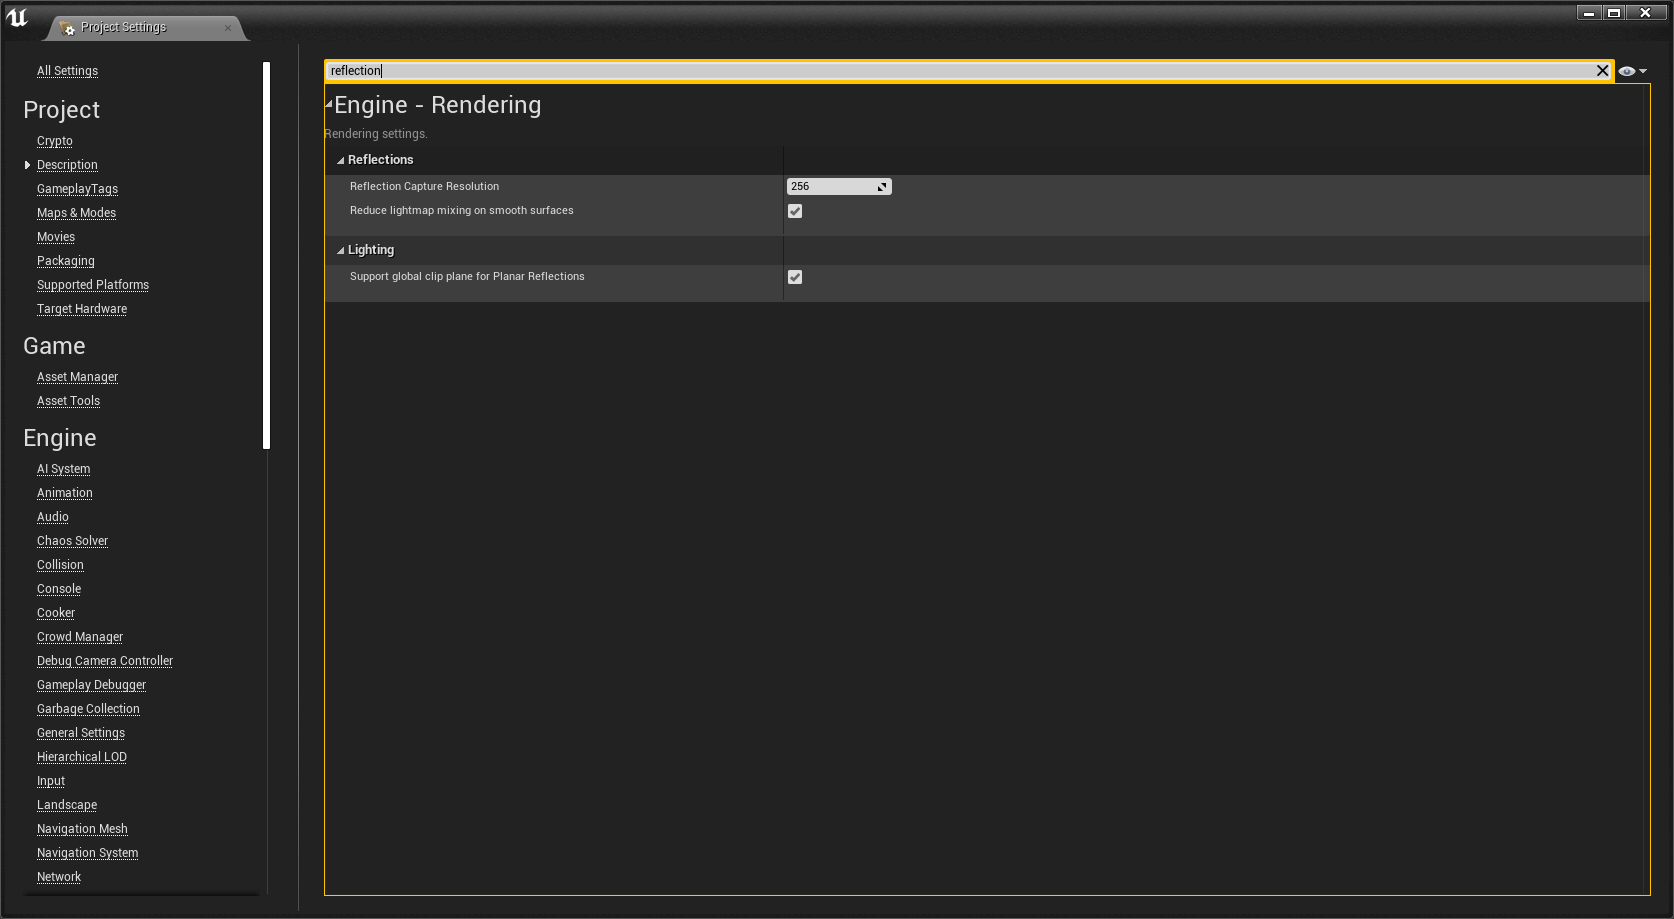 Project Settings
All Settings
Project
Crypto
Description
GameplayTags
Maps & Modes
Movies
Packaging
Supported Platforms
Target Hardware
Game
Asset Manager
Asset Tools
Engine
AI System
Animation
Audio
Chaos Solver
Collision
Console
Cooker
Crowd Manager
Debug Camera Controller
Gameplay Debugger
Garbage Collection
General Settings
Hierarchical LOD
Input
Landscape
Navigation Mesh
Navigation System
Network
reflection
Engine - Rendering
Rendering settings.
Reflections
Reflection Capture Resolution 256
Reduce lightmap mixing on smooth surfaces
Lighting
Support global clip plane for Planar Reflections